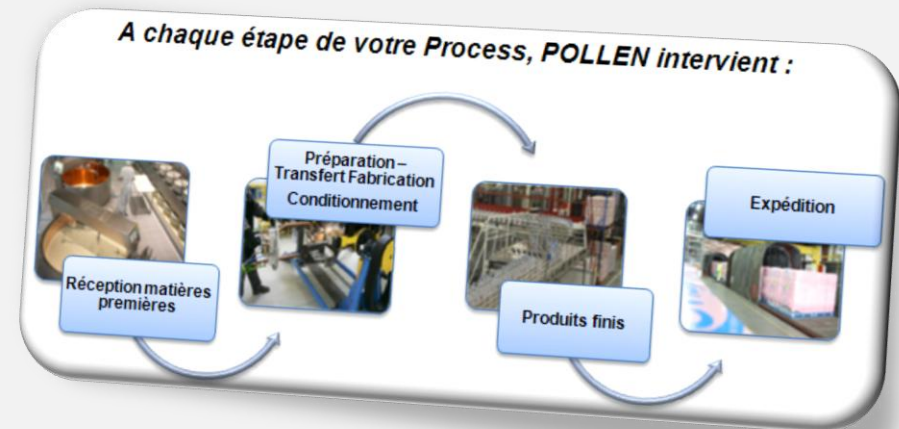 A chaque étape de votre Process, POLLEN intervient :
Réception matières
premières
Préparation –
Transfert Fabrication
Conditionnement
Produits finis
Expédition